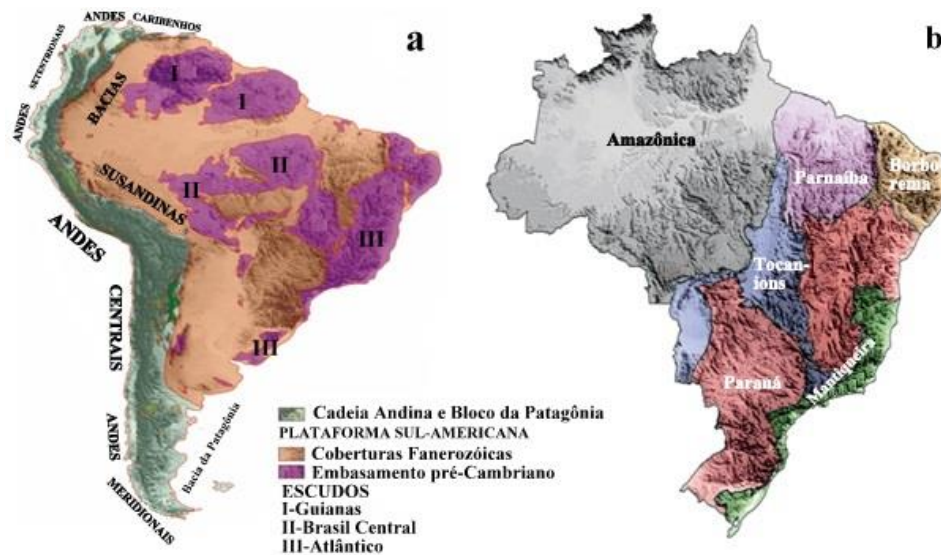 ANDES CARIBENHOS
a
b
ANDES SETENTRIONAIS
BACIAS
SUSANDINAS
I
I
II
II
III
III
ANDES
CENTRAIS
ANDES
MERIDIONAIS
Bacia da Patagônia
Cadeia Andina e Bloco da Patagônia
PLATAFORMA SUL-AMERICANA
Coberturas Fanerozóicas
Embasamento pré-Cambriano
ESCUDOS
I-Guianas
II-Brasil Central
III-Atlântico
Amazônica
Parnaíba
Borbo
rema
Tocan-
ions
Paraná
Mantiqueira